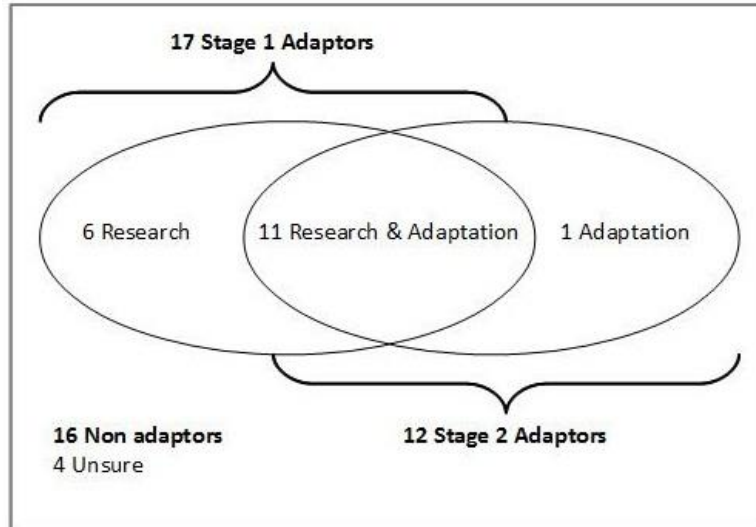 17 Stage 1 Adaptors
6 Research
11 Research & Adaptation
1 Adaptation
16 Non adaptors
4 Unsure
12 Stage 2 Adaptors